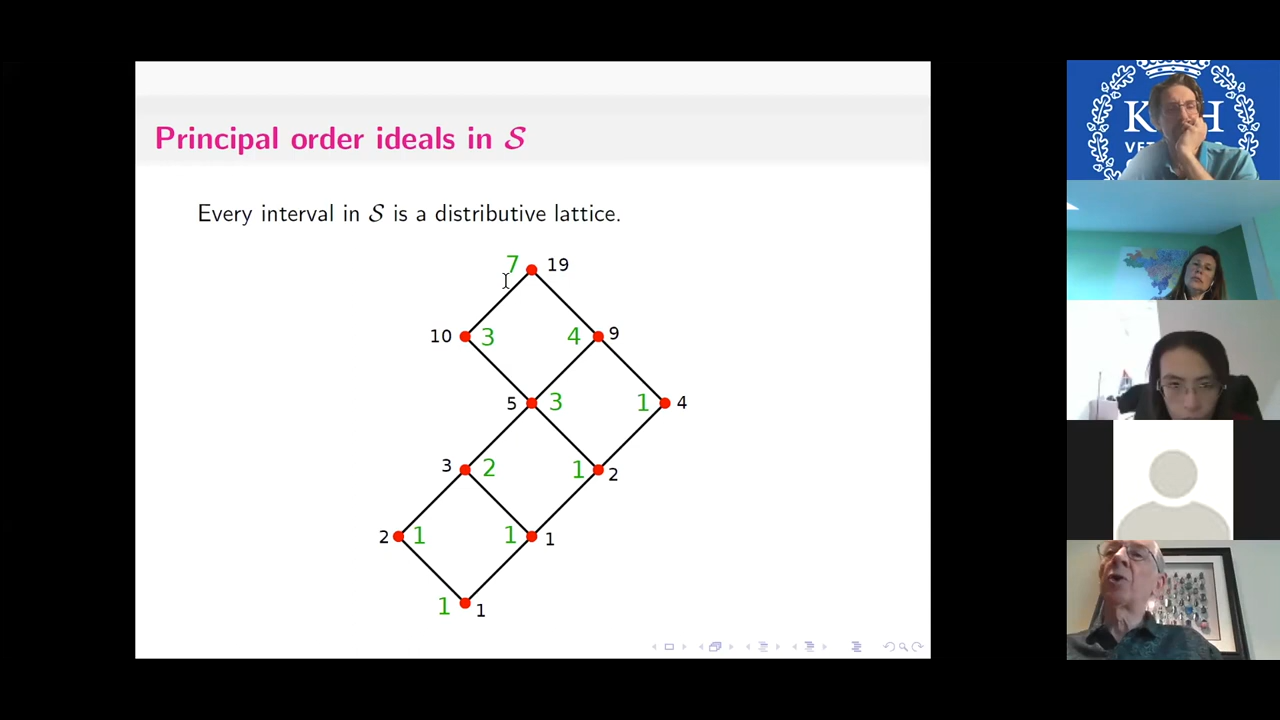 Principal order ideals in 𝒮
Every interval in 𝒮 is a distributive lattice.
7 19
10 3 4 9
5 3 1 4
3 2 1 2
2 1 1 1
1 1
K H
VET